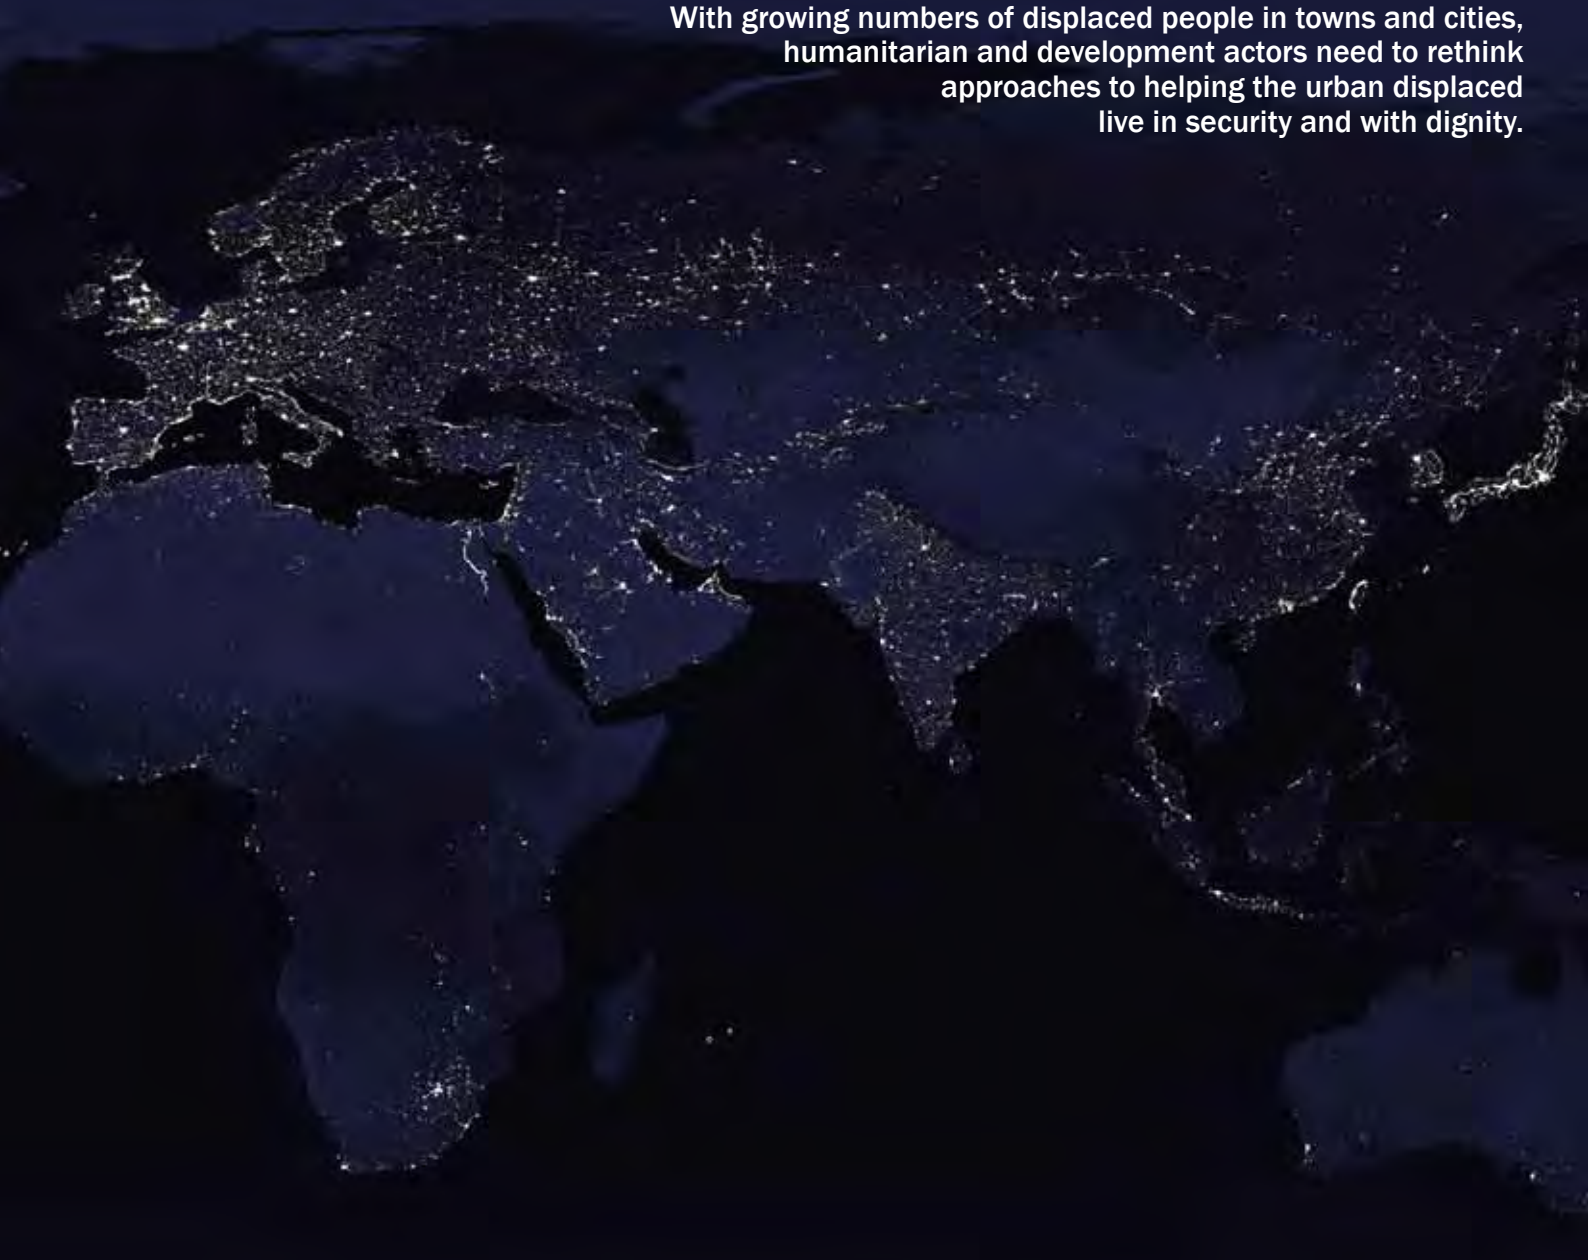 With growing numbers of displaced people in towns and cities,
humanitarian and development actors need to rethink
approaches to helping the urban displaced
live in security and with dignity.